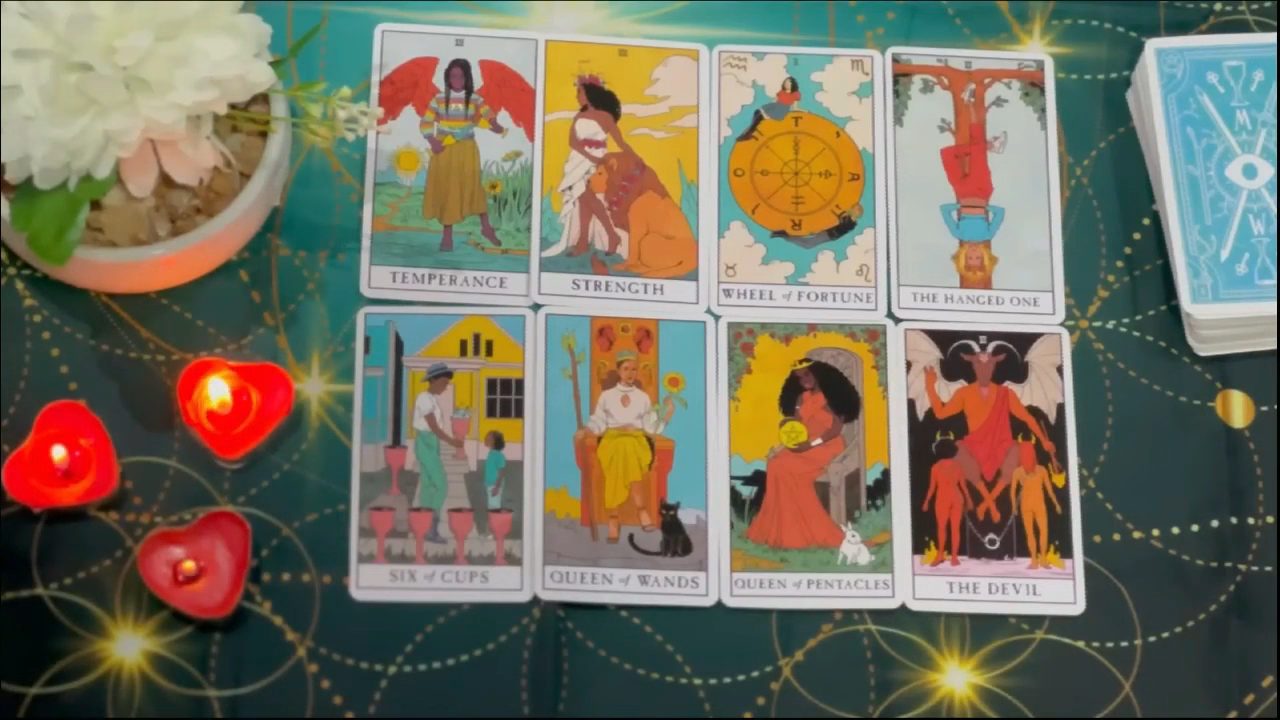 TEMPERANCE
STRENGTH
WHEEL of FORTUNE
THE HANGED ONE
SIX of CUPS
QUEEN of WANDS
QUEEN of PENTACLES
THE DEVIL
T
A
R
O
M
W